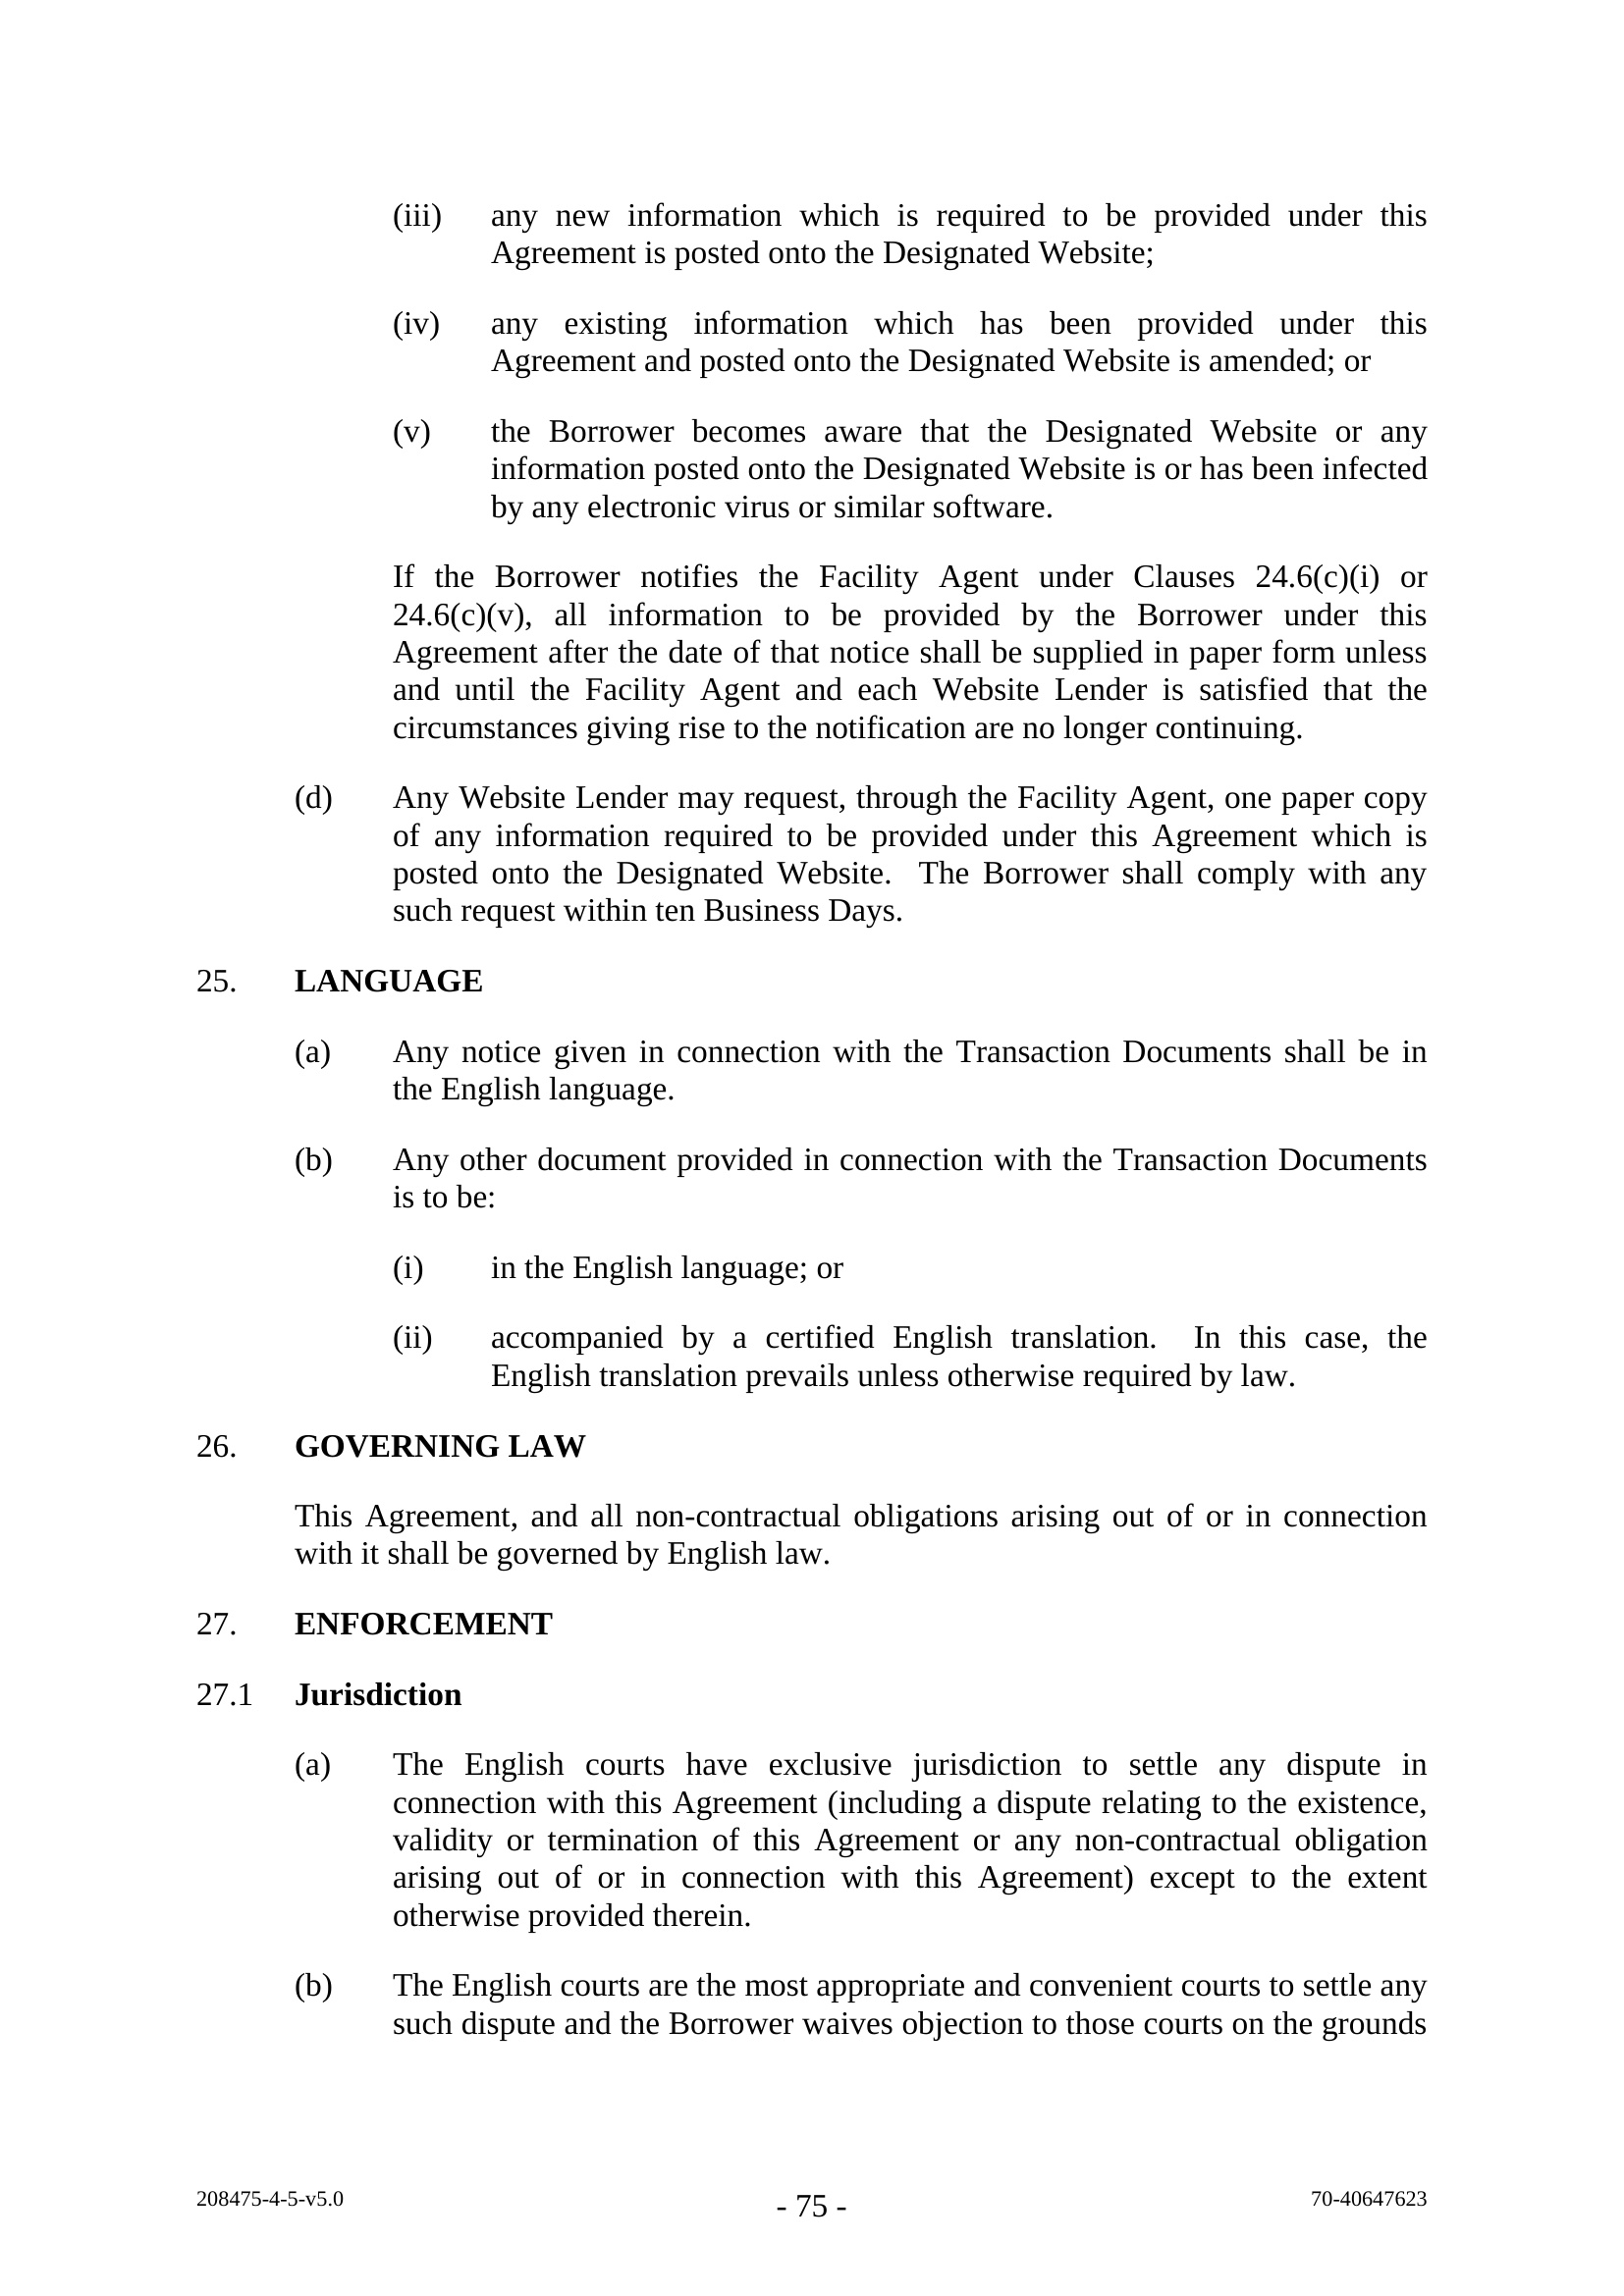 (iii) any new information which is required to be provided under this
Agreement is posted onto the Designated Website;
(iv) any existing information which has been provided under this
Agreement and posted onto the Designated Website is amended; or
(v) the Borrower becomes aware that the Designated Website or any
information posted onto the Designated Website is or has been infected
by any electronic virus or similar software.
If the Borrower notifies the Facility Agent under Clauses 24.6(c)(i) or
24.6(c)(v), all information to be provided by the Borrower under this
Agreement after the date of that notice shall be supplied in paper form unless
and until the Facility Agent and each Website Lender is satisfied that the
circumstances giving rise to the notification are no longer continuing.
(d) Any Website Lender may request, through the Facility Agent, one paper copy
of any information required to be provided under this Agreement which is
posted onto the Designated Website. The Borrower shall comply with any
such request within ten Business Days.
25. LANGUAGE
(a) Any notice given in connection with the Transaction Documents shall be in
the English language.
(b) Any other document provided in connection with the Transaction Documents
is to be:
(i) in the English language; or
(ii) accompanied by a certified English translation. In this case, the
English translation prevails unless otherwise required by law.
26. GOVERNING LAW
This Agreement, and all non-contractual obligations arising out of or in connection
with it shall be governed by English law.
27. ENFORCEMENT
27.1 Jurisdiction
(a) The English courts have exclusive jurisdiction to settle any dispute in
connection with this Agreement (including a dispute relating to the existence,
validity or termination of this Agreement or any non-contractual obligation
arising out of or in connection with this Agreement) except to the extent
otherwise provided therein.
(b) The English courts are the most appropriate and convenient courts to settle any
such dispute and the Borrower waives objection to those courts on the grounds
208475-4-5-v5.0 - 75 - 70-40647623